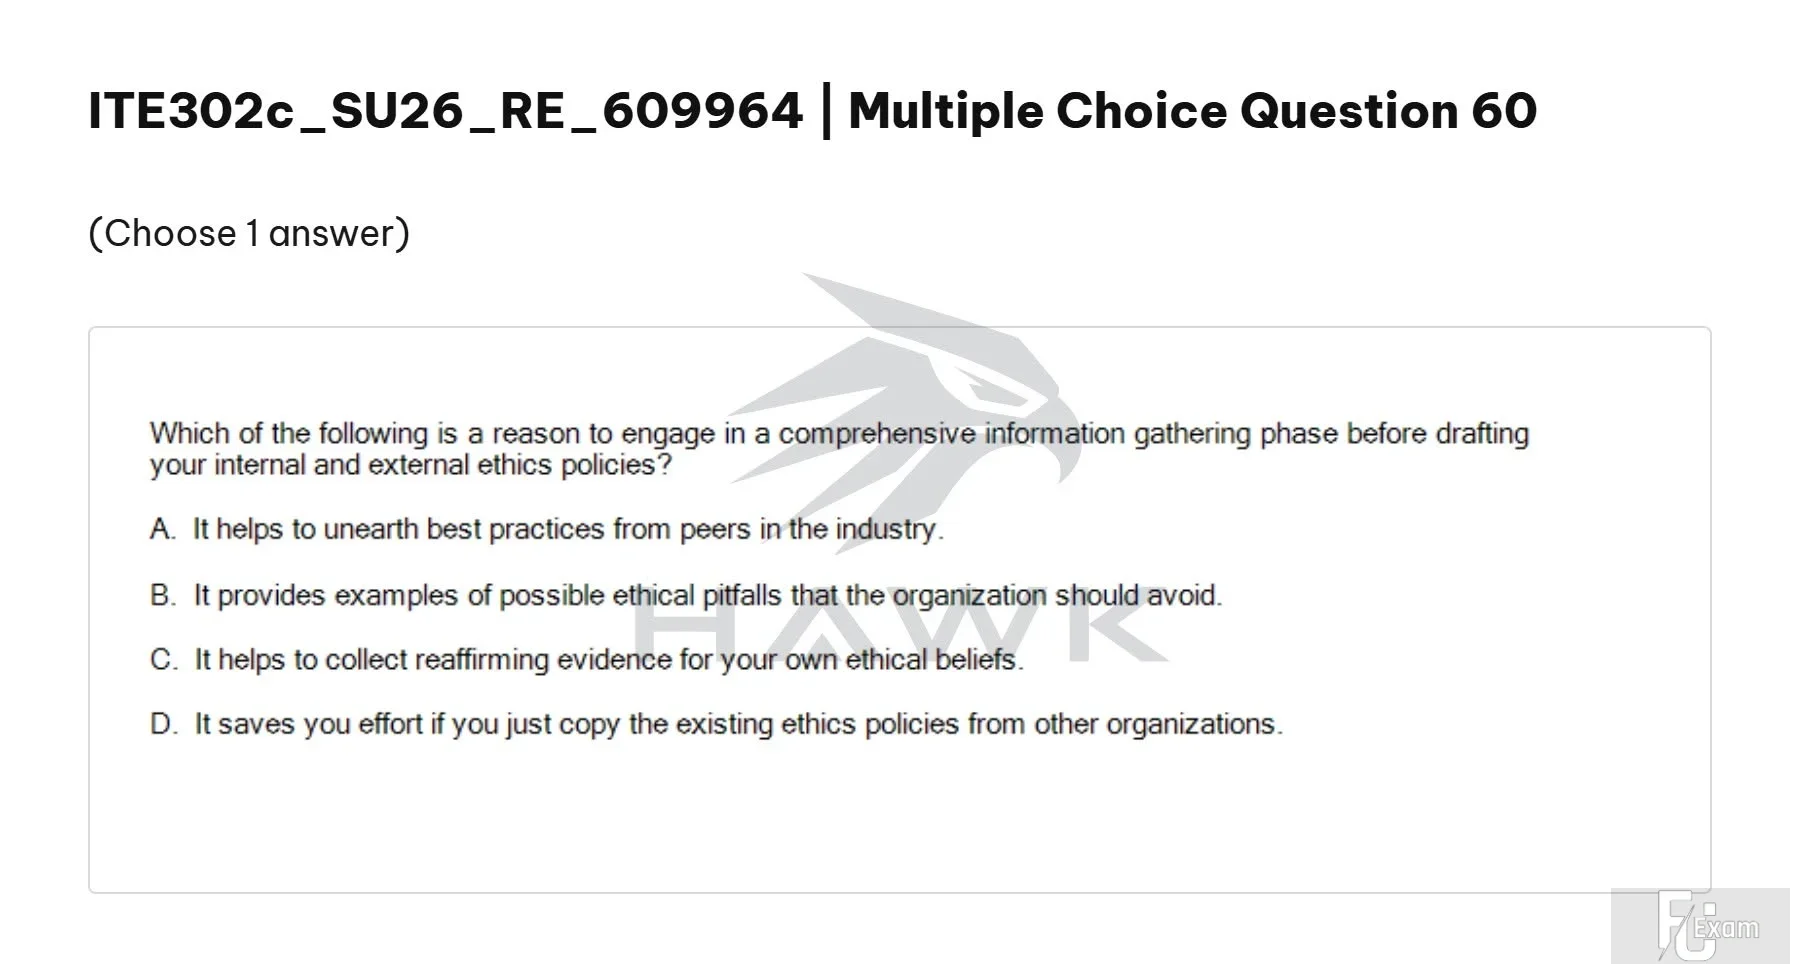 ITE302c_SU26_RE_609964 | Multiple Choice Question 60
(Choose 1 answer)
Which of the following is a reason to engage in a comprehensive information gathering phase before drafting
your internal and external ethics policies?
A. It helps to unearth best practices from peers in the industry.
B. It provides examples of possible ethical pitfalls that the organization should avoid.
HAWK
C. It helps to collect reaffirming evidence for your own ethical beliefs.
D. It saves you effort if you just copy the existing ethics policies from other organizations.
FU Exam